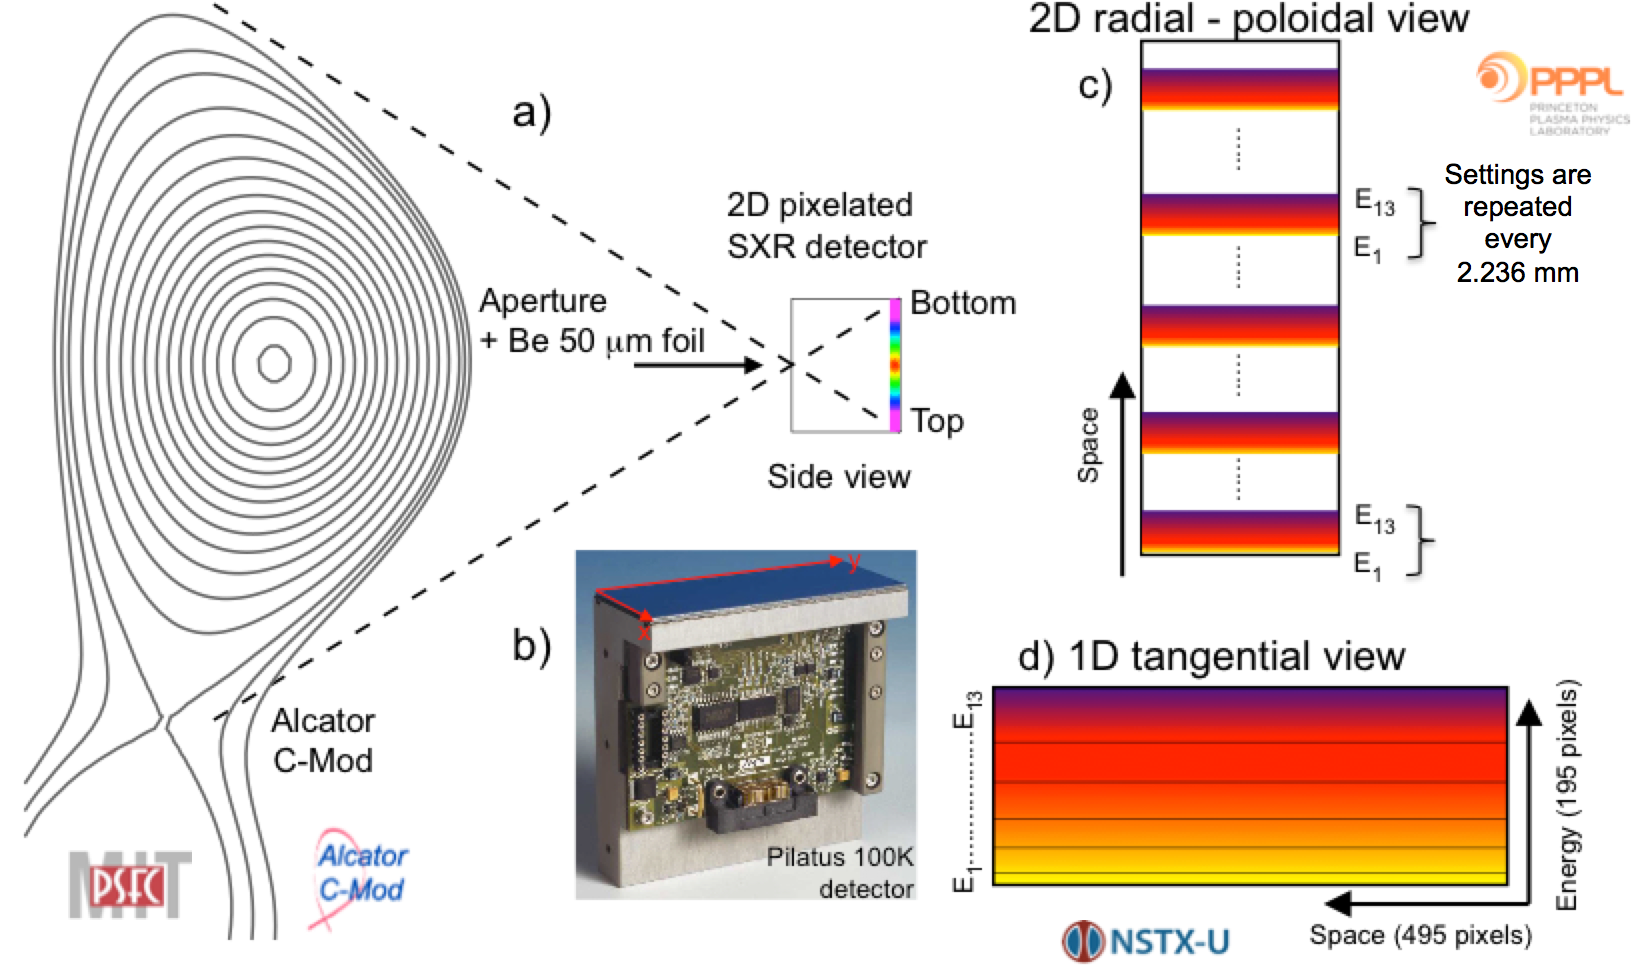 2D radial - poloidal view
a)
c)
PPPL
PRINCETON
PLASMA PHYSICS
LABORATORY
Settings are
repeated
every
2.236 mm
E13
E1
2D pixelated
SXR detector
Aperture
+ Be 50 μm foil
Bottom
Top
Side view
Space
E13
E1
b)
y
x
Pilatus 100K
detector
Alcator
C-Mod
MIT
PSFC
Alcator
C-Mod
d) 1D tangential view
E13
E1
Energy (195 pixels)
Space (495 pixels)
NSTX-U